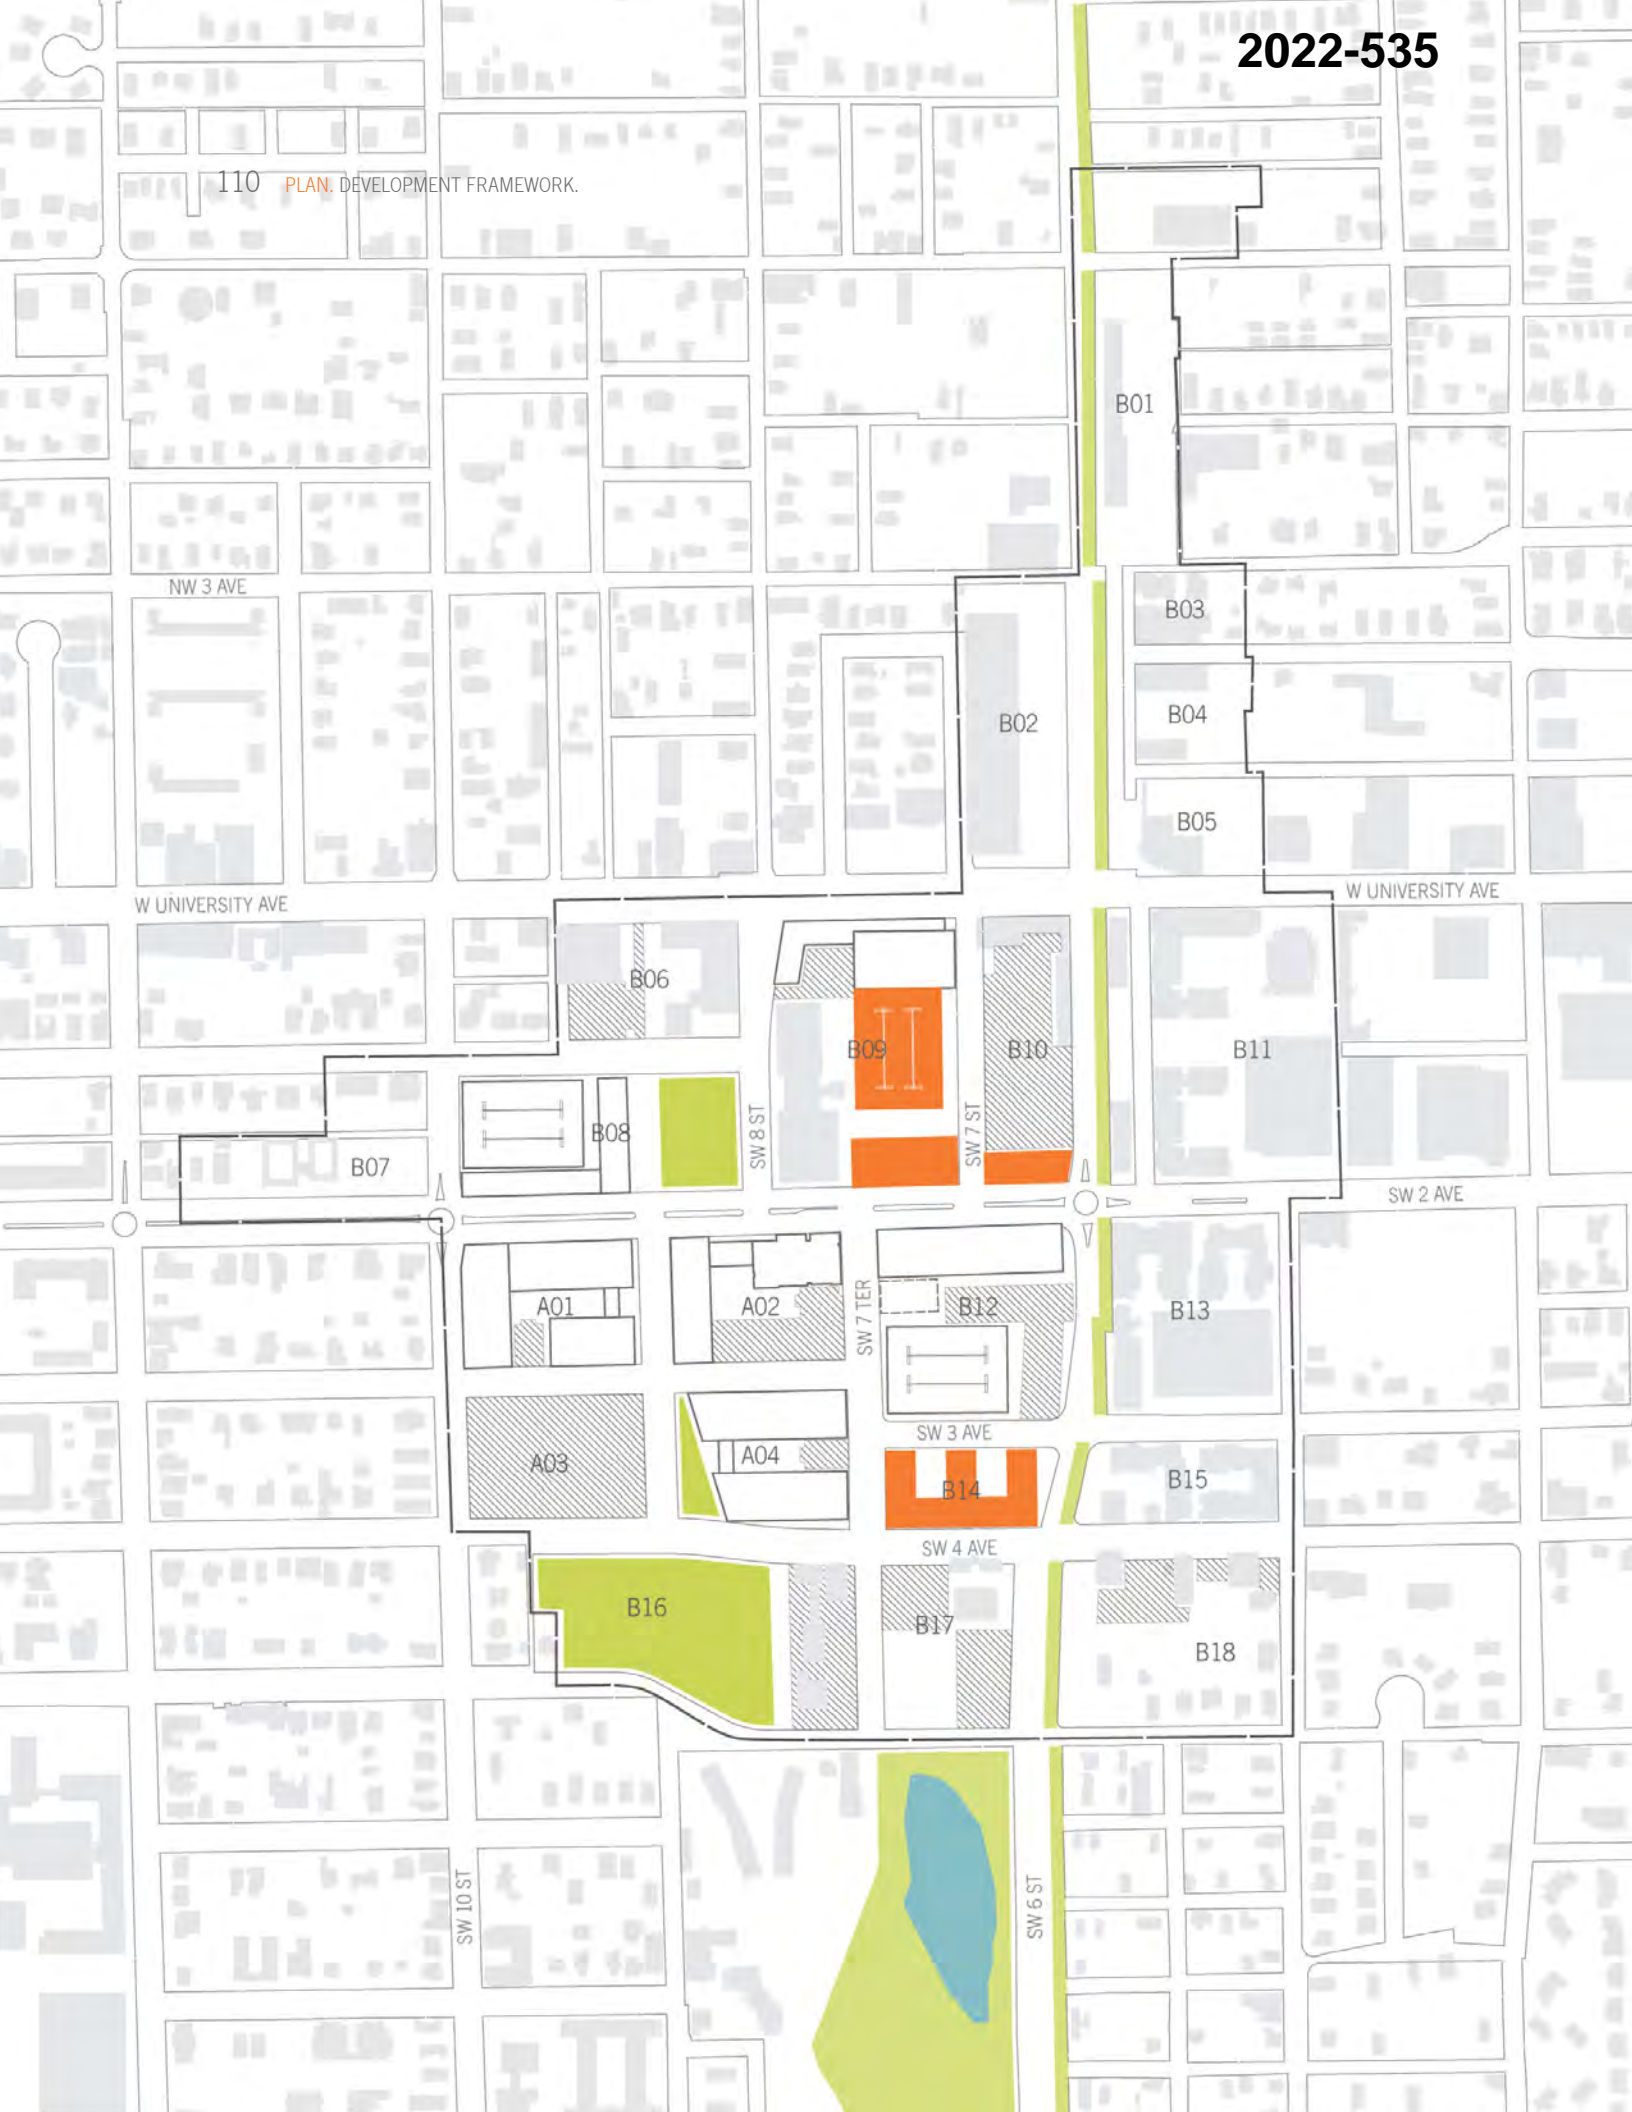 2022-535
110 PLAN. DEVELOPMENT FRAMEWORK.
B01
NW 3 AVE
B03
B02
B04
B05
W UNIVERSITY AVE
W UNIVERSITY AVE
B06
B09
B10
B11
B08
SW 8 ST
SW 7 ST
B07
SW 2 AVE
A01
A02
SW 7 TER
B12
B13
SW 3 AVE
A03
A04
B14
B15
SW 4 AVE
B16
B17
B18
SW 10 ST
SW 6 ST